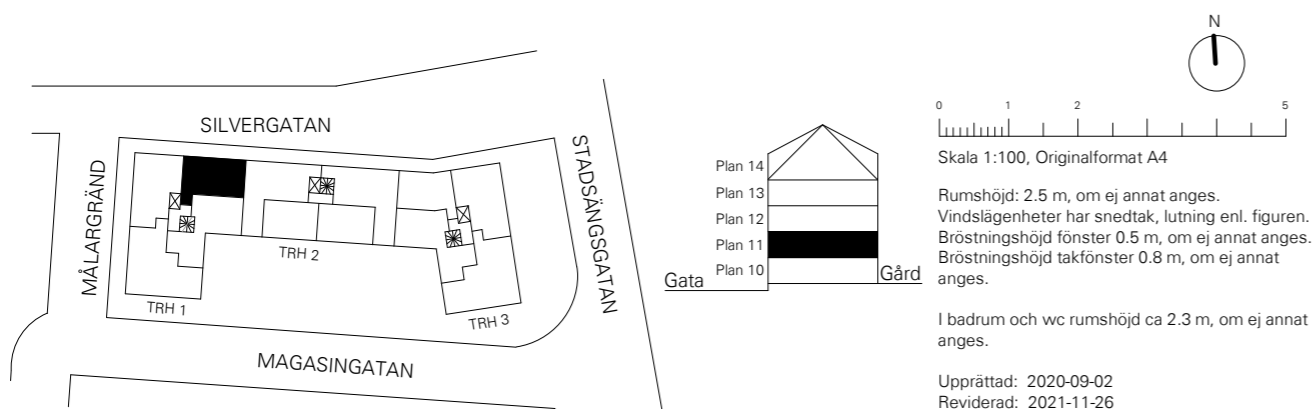 SILVERGATAN
MÅLARGRÄND
STADSÄNGSGATAN
TRH 1
TRH 2
TRH 3
MAGASINGATAN
Plan 14
Plan 13
Plan 12
Plan 11
Plan 10
Gata
Gård
N
0 1 2 5
Skala 1:100, Originalformat A4
Rumshöjd: 2.5 m, om ej annat anges.
Vindslägenheter har snedtak, lutning enl. figuren.
Bröstningshöjd fönster 0.5 m, om ej annat anges.
Bröstningshöjd takfönster 0.8 m, om ej annat
anges.
I badrum och wc rumshöjd ca 2.3 m, om ej annat
anges.
Upprättad: 2020-09-02
Reviderad: 2021-11-26